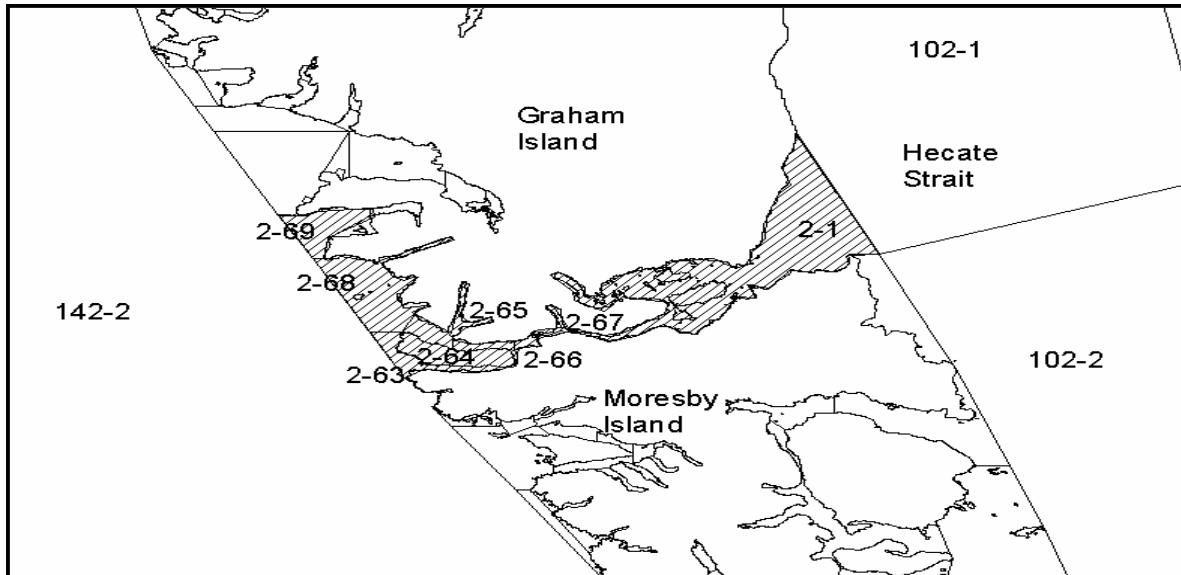 102-1
Graham
Island
Hecate
Strait
2-69
2-1
2-68
142-2
2-65
2-67
2-64
2-66
2-63
102-2
Moresby
Island